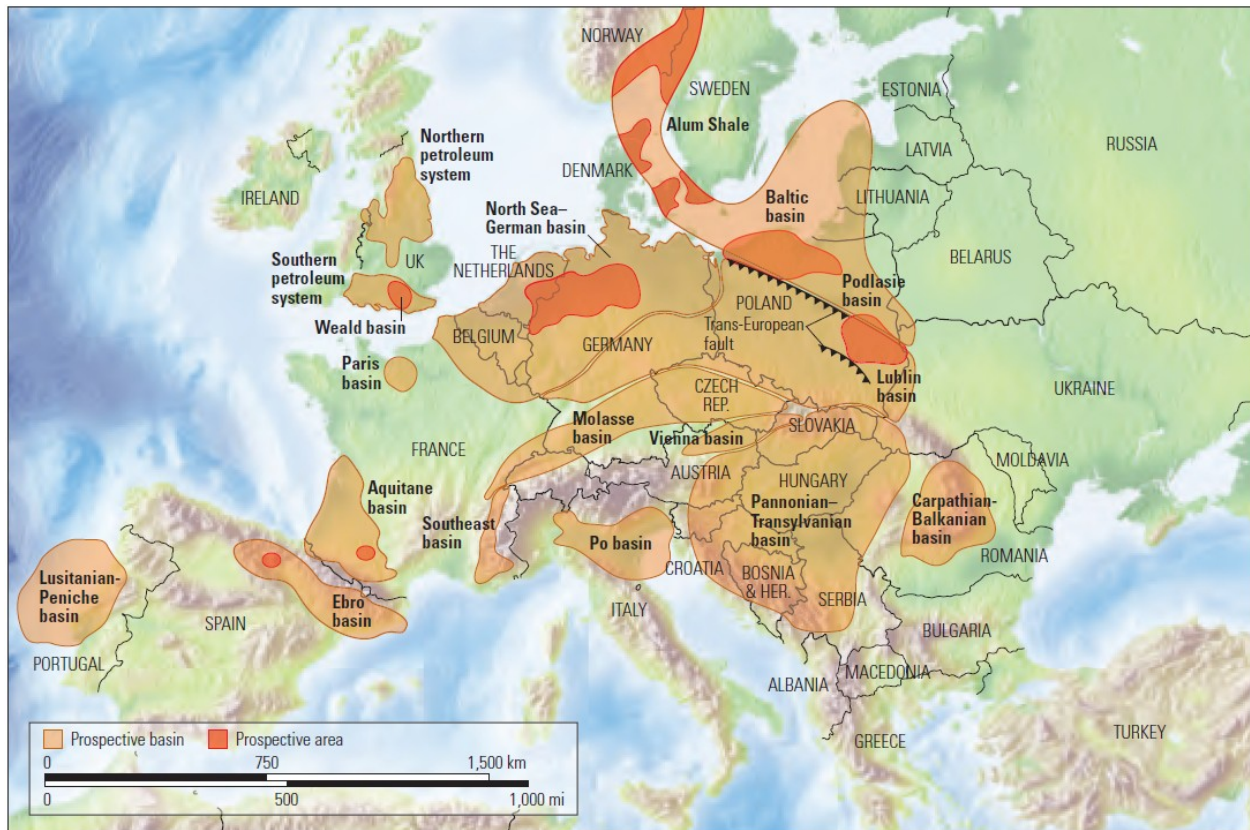 NORWAY
SWEDEN
ESTONIA
Alum Shale
RUSSIA
Northern
petroleum
system
LATVIA
DENMARK
IRELAND
LITHUANIA
Baltic
basin
North Sea–
German basin
THE
NETHERLANDS
UK
BELARUS
Southern
petroleum
system
Podlasie
basin
POLAND
Weald basin
Trans-European
fault
BELGIUM
GERMANY
Paris
basin
Lublin
basin
CZECH
REP.
UKRAINE
Molasse
basin
SLOVAKIA
Vienna basin
FRANCE
MOLDAVIA
AUSTRIA
HUNGARY
Aquitane
basin
Pannonian–
Transylvanian
basin
Carpathian-
Balkanian
basin
Southeast
basin
Po basin
ROMANIA
CROATIA
BOSNIA
& HER.
Lusitanian-
Peniche
basin
SERBIA
Ebro
basin
ITALY
SPAIN
BULGARIA
PORTUGAL
MACEDONIA
ALBANIA
TURKEY
GREECE
Prospective basin Prospective area
0 750 1,500 km
0 500 1,000 mi